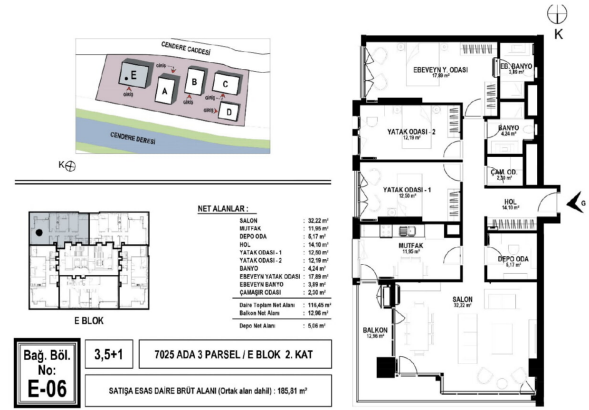 CENDERE CADDESİ
GİRİŞ
E
B
C
GİRİŞ
A
D
CENDERE DERESİ
K
NET ALANLAR :
SALON : 32,22 m²
MUTFAK : 11,95 m²
DEPO ODA : 5,17 m²
HOL : 14,10 m²
YATAK ODASI - 1 : 12,50 m²
YATAK ODASI - 2 : 12,19 m²
BANYO : 4,24 m²
EBEVEYN YATAK ODASI : 17,89 m²
EBEVEYN BANYO : 3,89 m²
ÇAMAŞIR ODASI : 2,30 m²
Daire Toplam Net Alanı : 116,45 m²
Balkon Net Alanı : 12,96 m²
Depo Net Alanı : 5,06 m²
E BLOK
Bağ. Böl.
No:
E-06
3,5+1
7025 ADA 3 PARSEL / E BLOK 2. KAT
SATIŞA ESAS DAİRE BRÜT ALANI (Ortak alan dahil) : 185,81 m²
K
EBEVEYN Y. ODASI
17,89 m²
EB. BANYO
3,89 m²
YATAK ODASI - 2
12,19 m²
BANYO
4,24 m²
ÇAM. OD.
2,30 m²
YATAK ODASI - 1
12,50 m²
HOL
14,10 m²
G
MUTFAK
11,95 m²
DEPO ODA
5,17 m²
SALON
32,22 m²
BALKON
12,96 m²